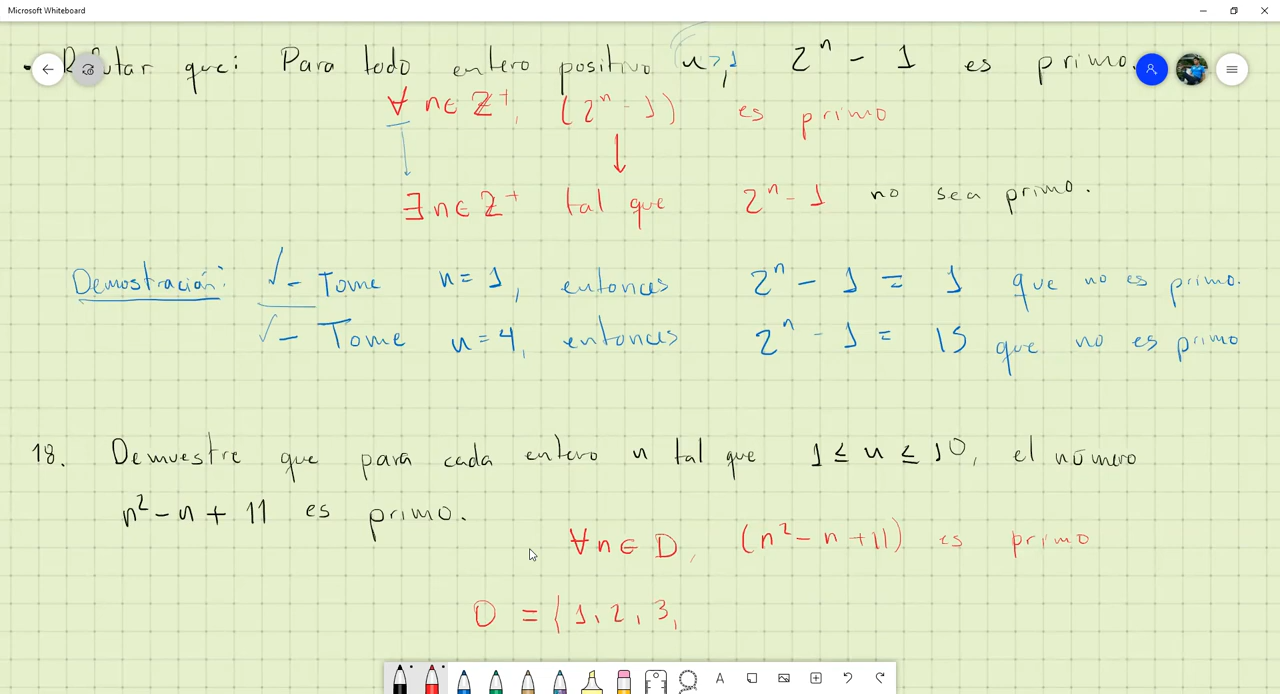 Microsoft Whiteboard
que: Para todo entero positivo n>1, 2ⁿ - 1 es primo.
∀ n∈ Z⁺, (2ⁿ - 1) es primo
∃ n∈ Z⁺ tal que 2ⁿ - 1 no sea primo.
Demostración: √ - Tome n = 1, entonces 2ⁿ - 1 = 1 que no es primo.
√ - Tome n = 4, entonces 2ⁿ - 1 = 15 que no es primo
18. Demuestre que para cada entero n tal que 1 ≤ n ≤ 10, el número
n² - n + 11 es primo.
∀ n ∈ D, (n² - n + 11) es primo
D = { 1, 2, 3,
A